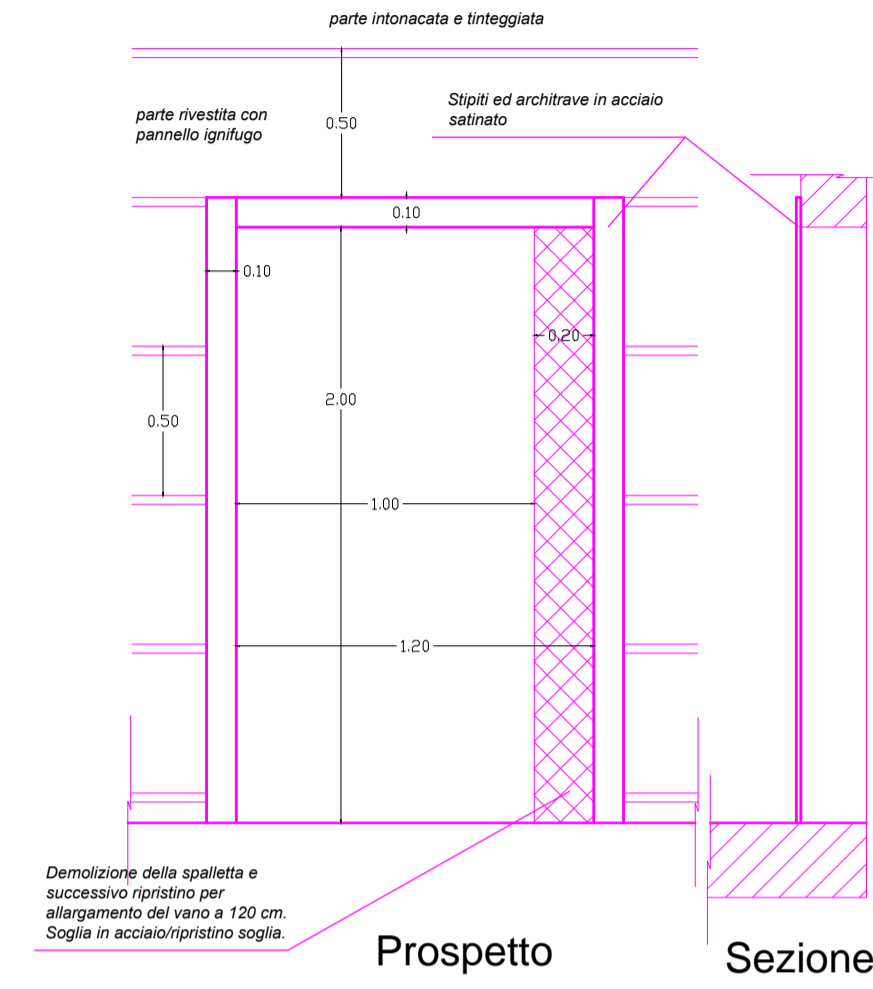 parte intonacata e tinteggiata
parte rivestita con
pannello ignifugo
0.50
Stipiti ed architrave in acciaio
satinato
0.10
0.10
0.20
2.00
0.50
1.00
1.20
Demolizione della spalletta e
successivo ripristino per
allargamento del vano a 120 cm.
Soglia in acciaio/ripristino soglia.
Prospetto
Sezione